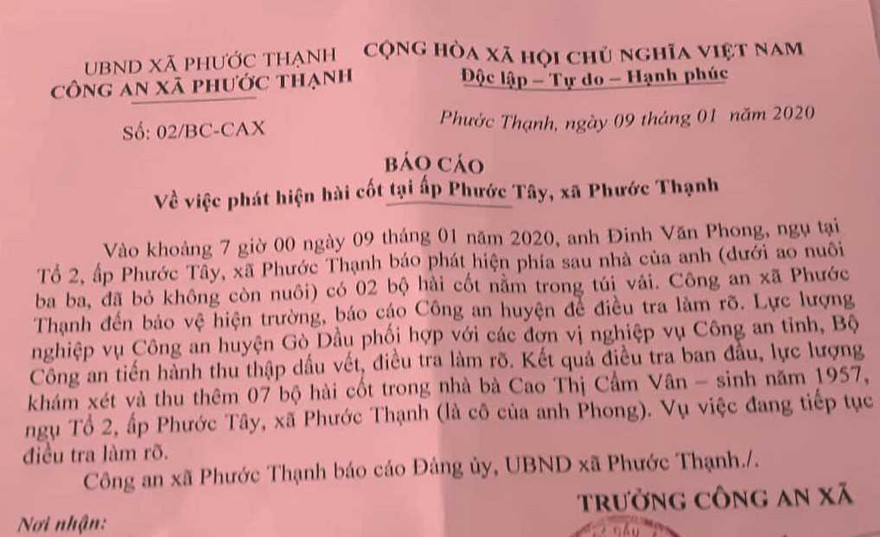 UBND XÃ PHƯỚC THẠNH
CỘNG HÒA XÃ HỘI CHỦ NGHĨA VIỆT NAM
CÔNG AN XÃ PHƯỚC THẠNH
Độc lập – Tự do – Hạnh phúc
Số: 02/BC-CAX
Phước Thạnh, ngày 09 tháng 01 năm 2020
BÁO CÁO
Về việc phát hiện hài cốt tại ấp Phước Tây, xã Phước Thạnh
Vào khoảng 7 giờ 00 ngày 09 tháng 01 năm 2020, anh Đinh Văn Phong, ngụ tại
Tổ 2, ấp Phước Tây, xã Phước Thạnh báo phát hiện phía sau nhà của anh (dưới ao nuôi
ba ba, đã bỏ không còn nuôi) có 02 bộ hài cốt nằm trong túi vải. Công an xã Phước
Thạnh đến bảo vệ hiện trường, báo cáo Công an huyện để điều tra làm rõ. Lực lượng
nghiệp vụ Công an huyện Gò Dầu phối hợp với các đơn vị nghiệp vụ Công an tỉnh, Bộ
Công an tiến hành thu thập dấu vết, điều tra làm rõ. Kết quả điều tra ban đầu, lực lượng
khám xét và thu thêm 07 bộ hài cốt trong nhà bà Cao Thị Cẩm Vân – sinh năm 1957,
ngụ Tổ 2, ấp Phước Tây, xã Phước Thạnh (là cô của anh Phong). Vụ việc đang tiếp tục
điều tra làm rõ.
Công an xã Phước Thạnh báo cáo Đảng ủy, UBND xã Phước Thạnh./.
TRƯỞNG CÔNG AN XÃ
Nơi nhận: